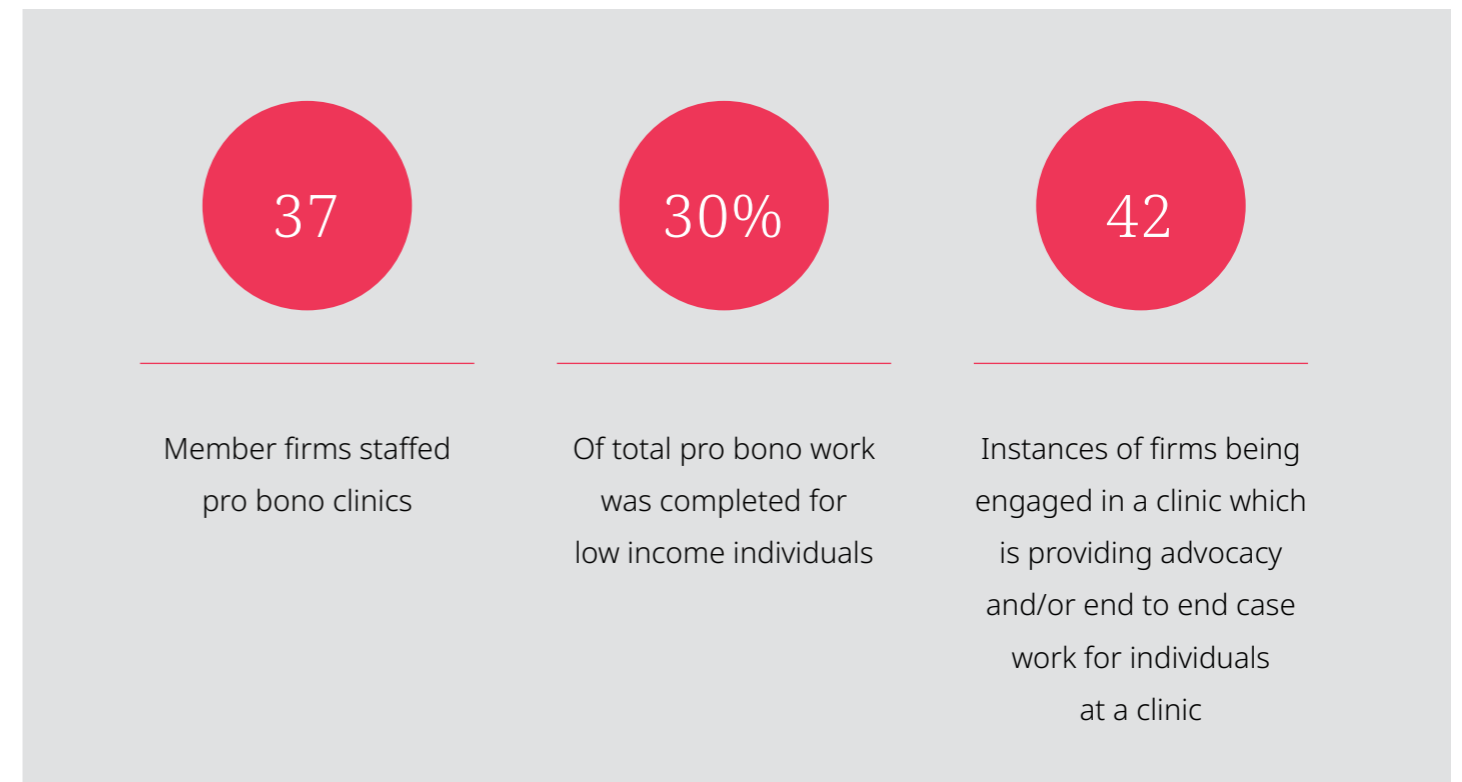 37
Member firms staffed
pro bono clinics
30%
Of total pro bono work
was completed for
low income individuals
42
Instances of firms being
engaged in a clinic which
is providing advocacy
and/or end to end case
work for individuals
at a clinic